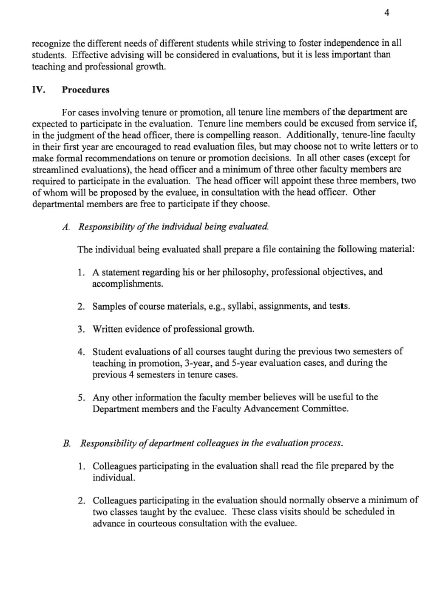 4
recognize the different needs of different students while striving to foster independence in all
students. Effective advising will be considered in evaluations, but it is less important than
teaching and professional growth.
IV. Procedures
For cases involving tenure or promotion, all tenure line members of the department are
expected to participate in the evaluation. Tenure line members could be excused from service if,
in the judgment of the head officer, there is compelling reason. Additionally, tenure-line faculty
in their first year are encouraged to read evaluation files, but may choose not to write letters or to
make formal recommendations on tenure or promotion decisions. In all other cases (except for
streamlined evaluations), the head officer and a minimum of three other faculty members are
required to participate in the evaluation. The head officer will appoint these three members, two
of whom will be proposed by the evaluee, in consultation with the head officer. Other
departmental members are free to participate if they choose.
A. Responsibility of the individual being evaluated.
The individual being evaluated shall prepare a file containing the following material:
1. A statement regarding his or her philosophy, professional objectives, and
accomplishments.
2. Samples of course materials, e.g., syllabi, assignments, and tests.
3. Written evidence of professional growth.
4. Student evaluations of all courses taught during the previous two semesters of
teaching in promotion, 3-year, and 5-year evaluation cases, and during the
previous 4 semesters in tenure cases.
5. Any other information the faculty member believes will be useful to the
Department members and the Faculty Advancement Committee.
B. Responsibility of department colleagues in the evaluation process.
1. Colleagues participating in the evaluation shall read the file prepared by the
individual.
2. Colleagues participating in the evaluation should normally observe a minimum of
two classes taught by the evaluee. These class visits should be scheduled in
advance in courteous consultation with the evaluee.